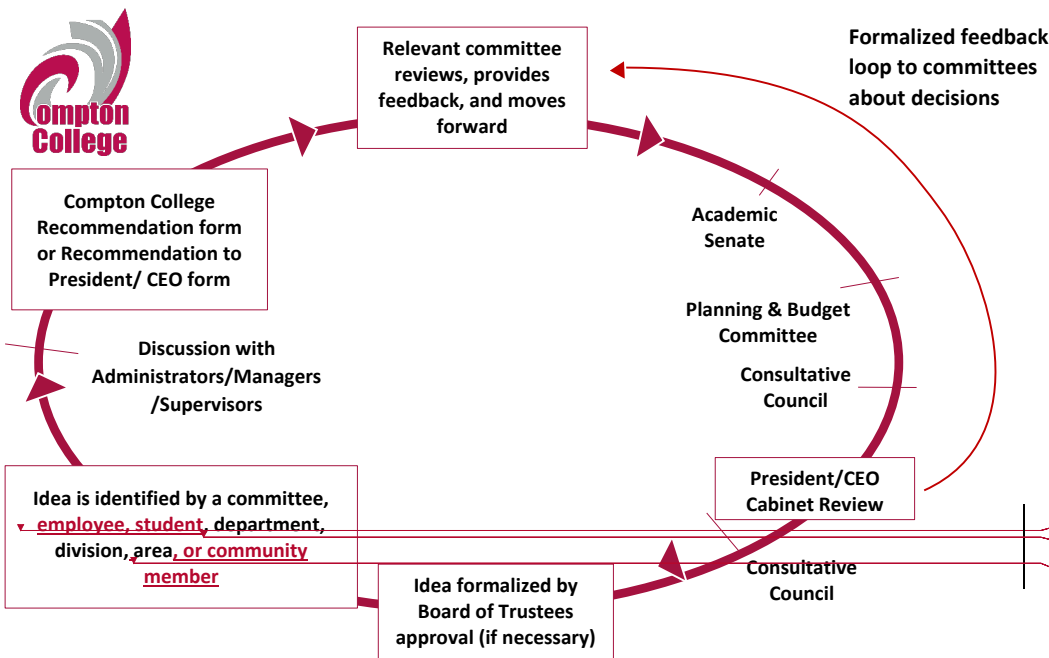 ompton
College
Relevant committee
reviews, provides
feedback, and moves
forward
Formalized feedback
loop to committees
about decisions
Compton College
Recommendation form
or Recommendation to
President/ CEO form
Academic
Senate
Planning & Budget
Committee
Consultative
Council
Discussion with
Administrators/Managers
/Supervisors
President/CEO
Cabinet Review
Idea is identified by a committee,
employee, student, department,
division, area, or community
member
Consultative
Council
Idea formalized by
Board of Trustees
approval (if necessary)